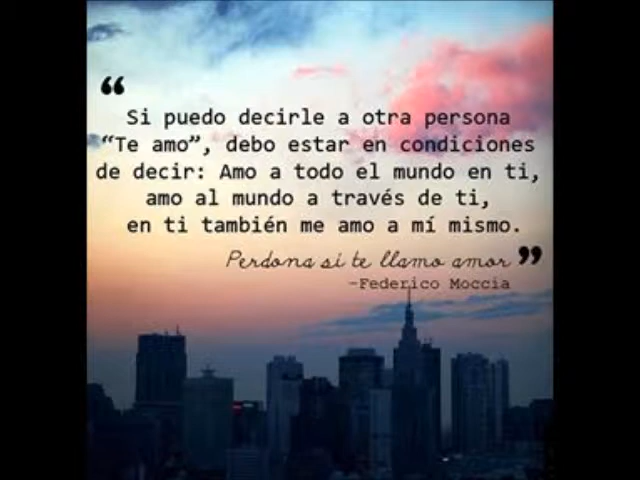 “
Si puedo decirle a otra persona
“Te amo”, debo estar en condiciones
de decir: Amo a todo el mundo en ti,
amo al mundo a través de ti,
en ti también me amo a mí mismo.
Perdona si te llamo amor ”
-Federico Moccia